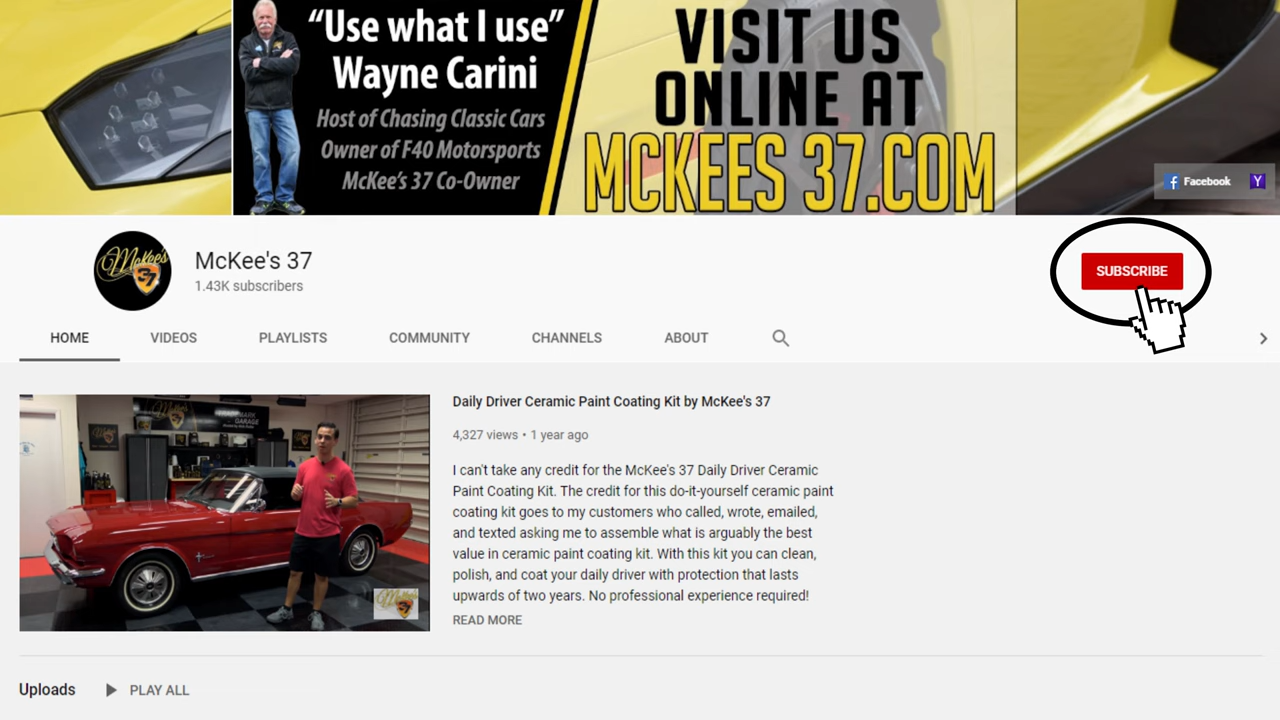 "Use what I use"
Wayne Carini
Host of Chasing Classic Cars
Owner of F40 Motorsports
McKee's 37 Co-Owner
VISIT US
ONLINE AT
MCKEES 37.COM
Facebook
McKee's
37
McKee's 37
1.43K subscribers
SUBSCRIBE
HOME VIDEOS PLAYLISTS COMMUNITY CHANNELS ABOUT
Daily Driver Ceramic Paint Coating Kit by McKee's 37
4,327 views • 1 year ago
I can't take any credit for the McKee's 37 Daily Driver Ceramic
Paint Coating Kit. The credit for this do-it-yourself ceramic paint
coating kit goes to my customers who called, wrote, emailed,
and texted asking me to assemble what is arguably the best
value in ceramic paint coating kit. With this kit you can clean,
polish, and coat your daily driver with protection that lasts
upwards of two years. No professional experience required!
READ MORE
Uploads PLAY ALL